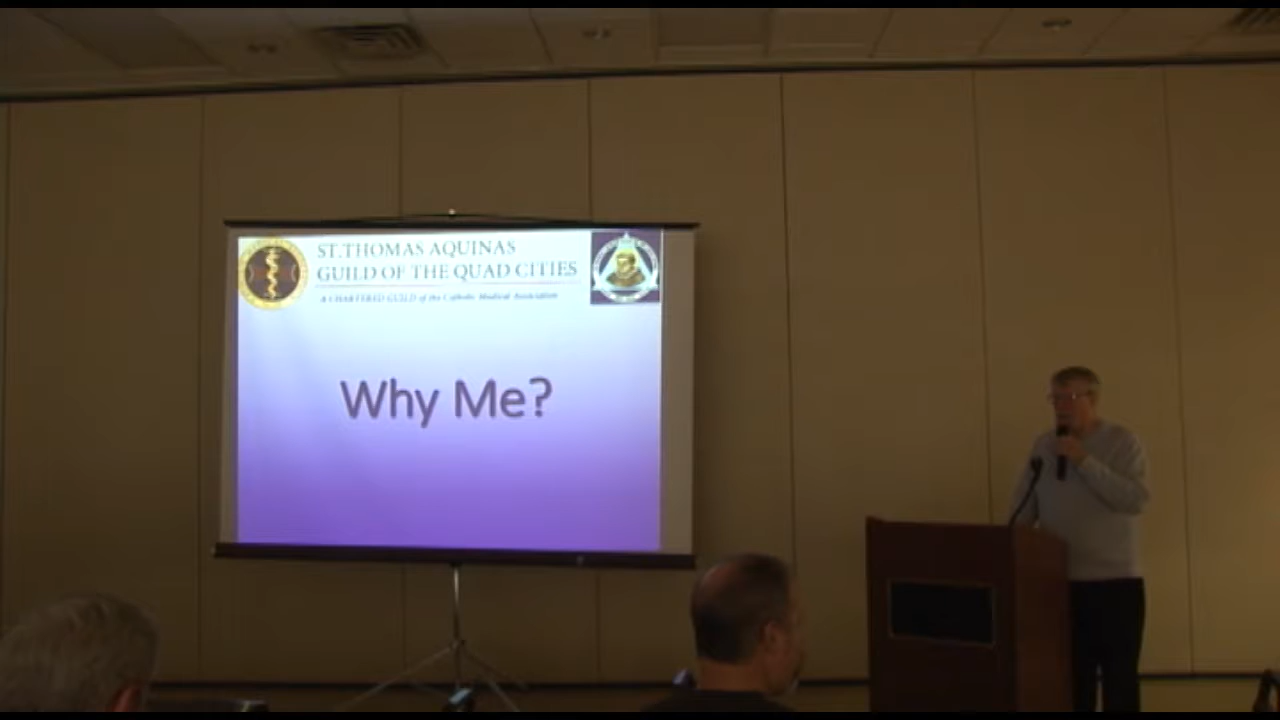 ST. THOMAS AQUINAS
GUILD OF THE QUAD CITIES
A CHARTERED GUILD of the Catholic Medical Association
Why Me?